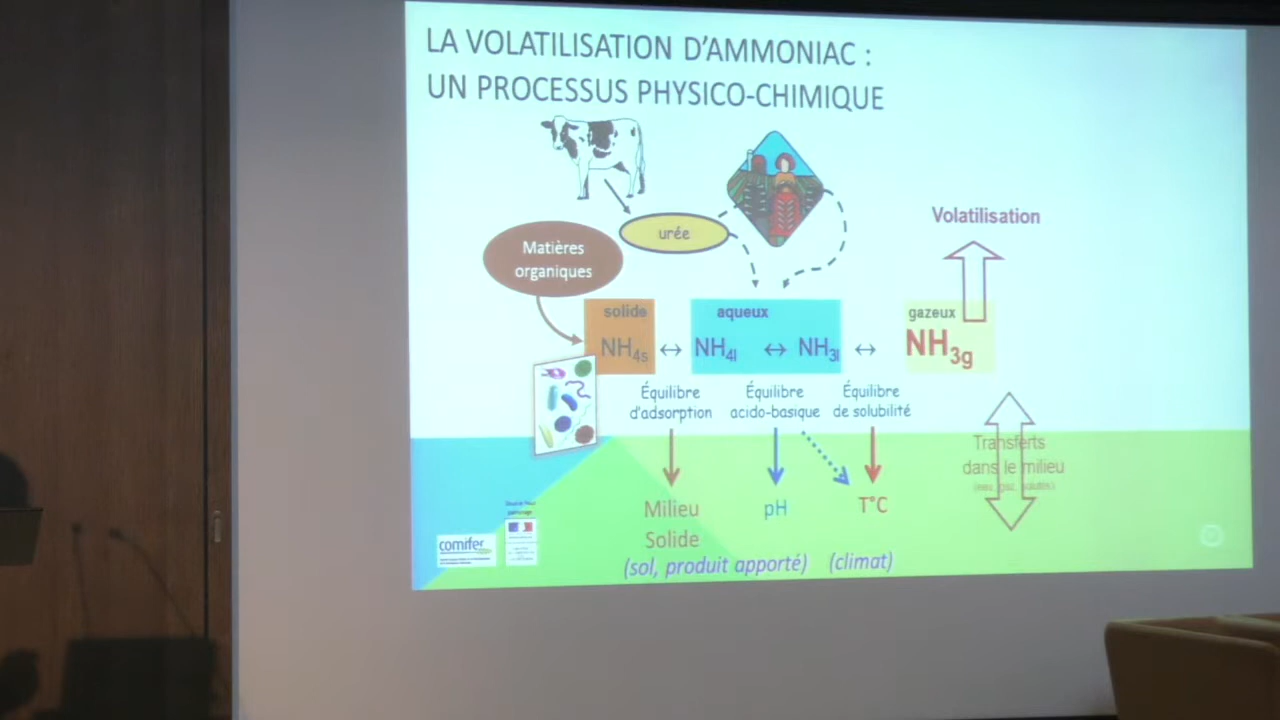 LA VOLATILISATION D'AMMONIAC :
UN PROCESSUS PHYSICO-CHIMIQUE
urée
Matières
organiques
Volatilisation
solide
NH4s
↔
aqueux
NH4l ↔ NH3l
↔
gazeux
NH3g
Équilibre
d'adsorption
Équilibre
acido-basique
Équilibre
de solubilité
Transferts
dans le milieu
Milieu
Solide
pH
T°C
(sol, produit apporté)
(climat)
comifer